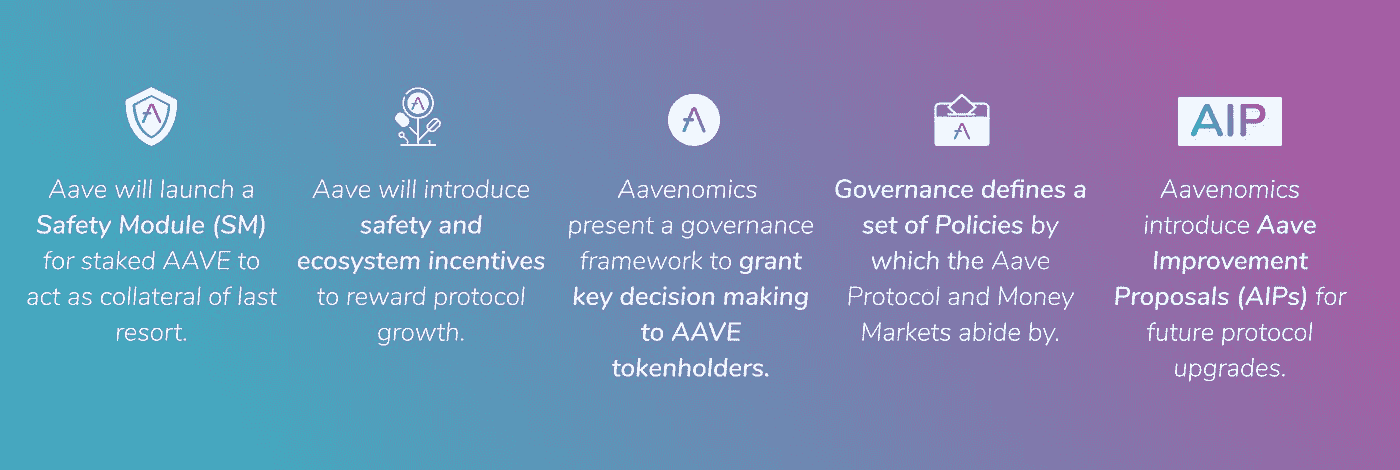 AIP
Aave will launch a
Safety Module (SM)
for staked AAVE to
act as collateral of last
resort.
Aave will introduce
safety and
ecosystem incentives
to reward protocol
growth.
Aavenomics
present a governance
framework to grant
key decision making
to AAVE
tokenholders.
Governance defines a
set of Policies by
which the Aave
Protocol and Money
Markets abide by.
Aavenomics
introduce Aave
Improvement
Proposals (AIPs) for
future protocol
upgrades.